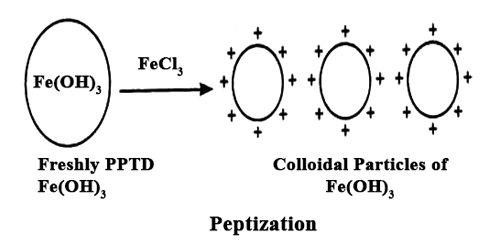 Fe(OH)₃
FeCl₃
Freshly PPTD
Fe(OH)₃
Colloidal Particles of
Fe(OH)₃
Peptization